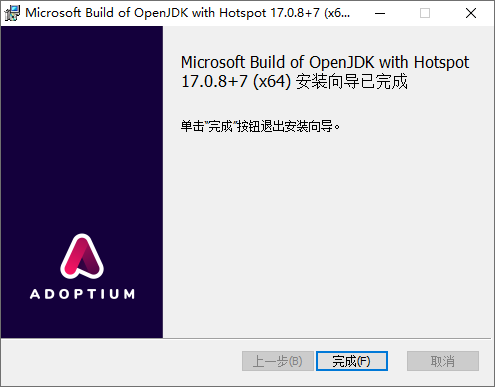 Microsoft Build of OpenJDK with Hotspot 17.0.8+7 (x6...
Microsoft Build of OpenJDK with Hotspot
17.0.8+7 (x64) 安装向导已完成
单击"完成"按钮退出安装向导。
ADOPTIUM
上一步(B)
完成(F)
取消